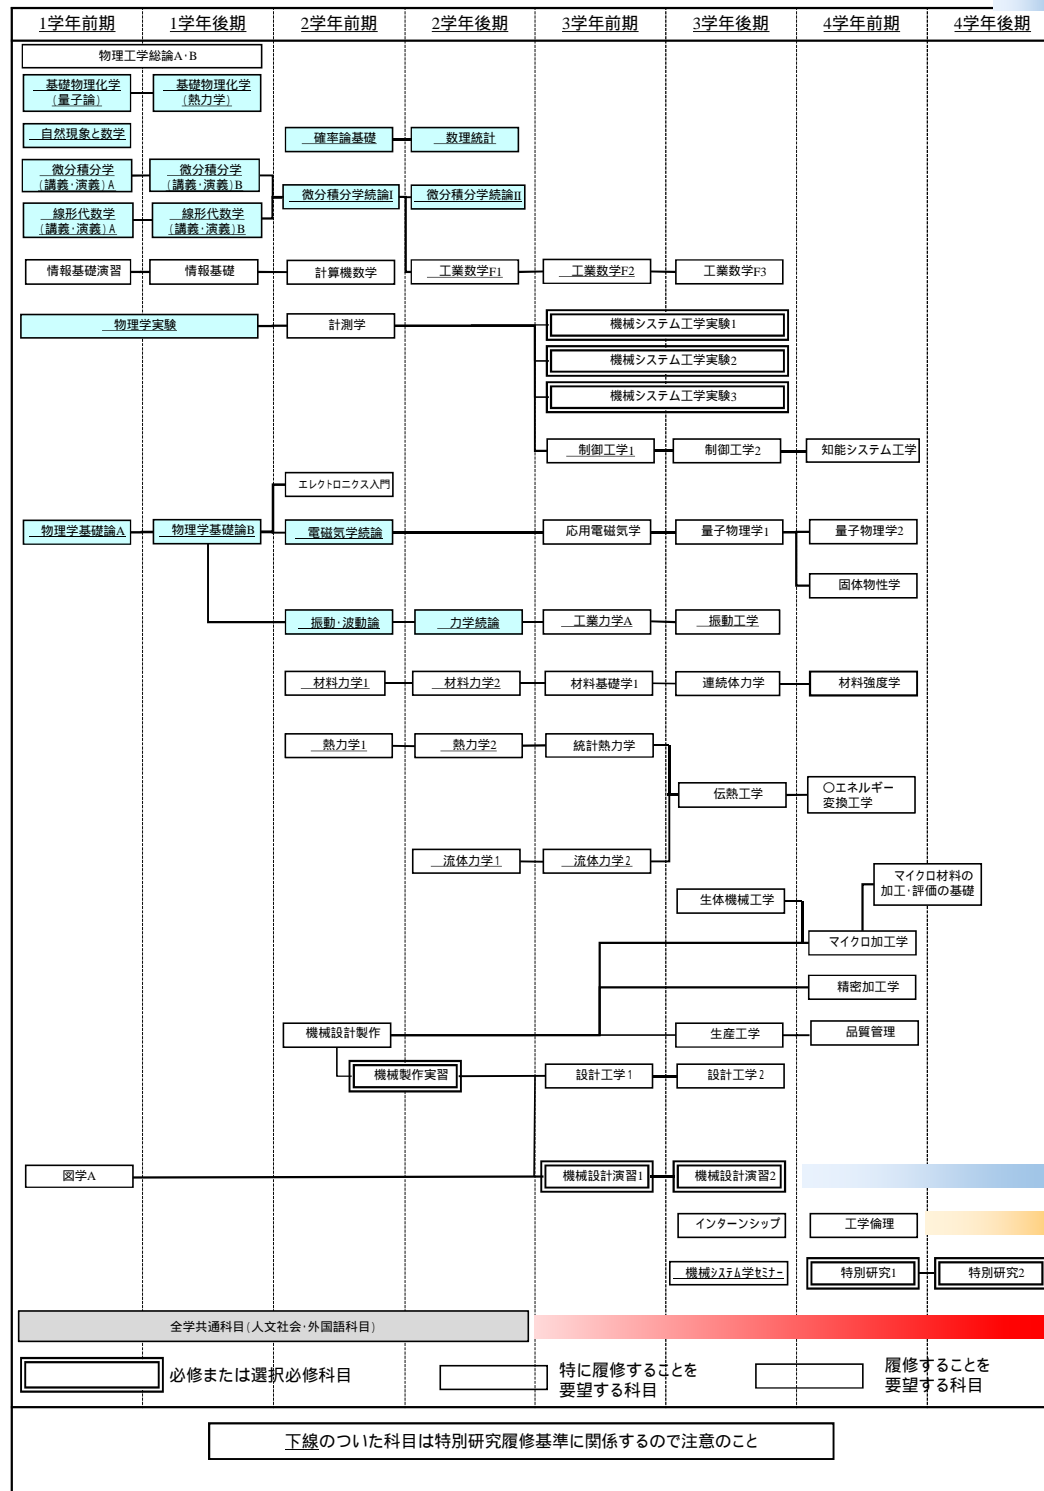 1学年前期 1学年後期 2学年前期 2学年後期 3学年前期 3学年後期 4学年前期 4学年後期
物理工学総論A・B
基礎物理化学
(量子論)
基礎物理化学
(熱力学)
自然現象と数学
確率論基礎
数理統計
微分積分学
(講義・演義)A
微分積分学
(講義・演義)B
微分積分学続論I
微分積分学続論II
線形代数学
(講義・演義)A
線形代数学
(講義・演義)B
情報基礎演習
情報基礎
計算機数学
工業数学F1
工業数学F2
工業数学F3
物理学実験
計測学
機械システム工学実験1
機械システム工学実験2
機械システム工学実験3
制御工学1
制御工学2
知能システム工学
エレクトロニクス入門
物理学基礎論A
物理学基礎論B
電磁気学続論
応用電磁気学
量子物理学1
量子物理学2
固体物性学
振動・波動論
力学続論
工業力学A
振動工学
材料力学1
材料力学2
材料基礎学1
連続体力学
材料強度学
熱力学1
熱力学2
統計熱力学
伝熱工学
○エネルギー
変換工学
流体力学1
流体力学2
マイクロ材料の
加工・評価の基礎
生体機械工学
マイクロ加工学
精密加工学
機械設計製作
生産工学
品質管理
機械製作実習
設計工学1
設計工学2
図学A
機械設計演習1
機械設計演習2
インターンシップ
工学倫理
機械システム学セミナー
特別研究1
特別研究2
全学共通科目(人文社会・外国語科目)
必修または選択必修科目
特に履修することを
要望する科目
履修することを
要望する科目
下線のついた科目は特別研究履修基準に関係するので注意のこと